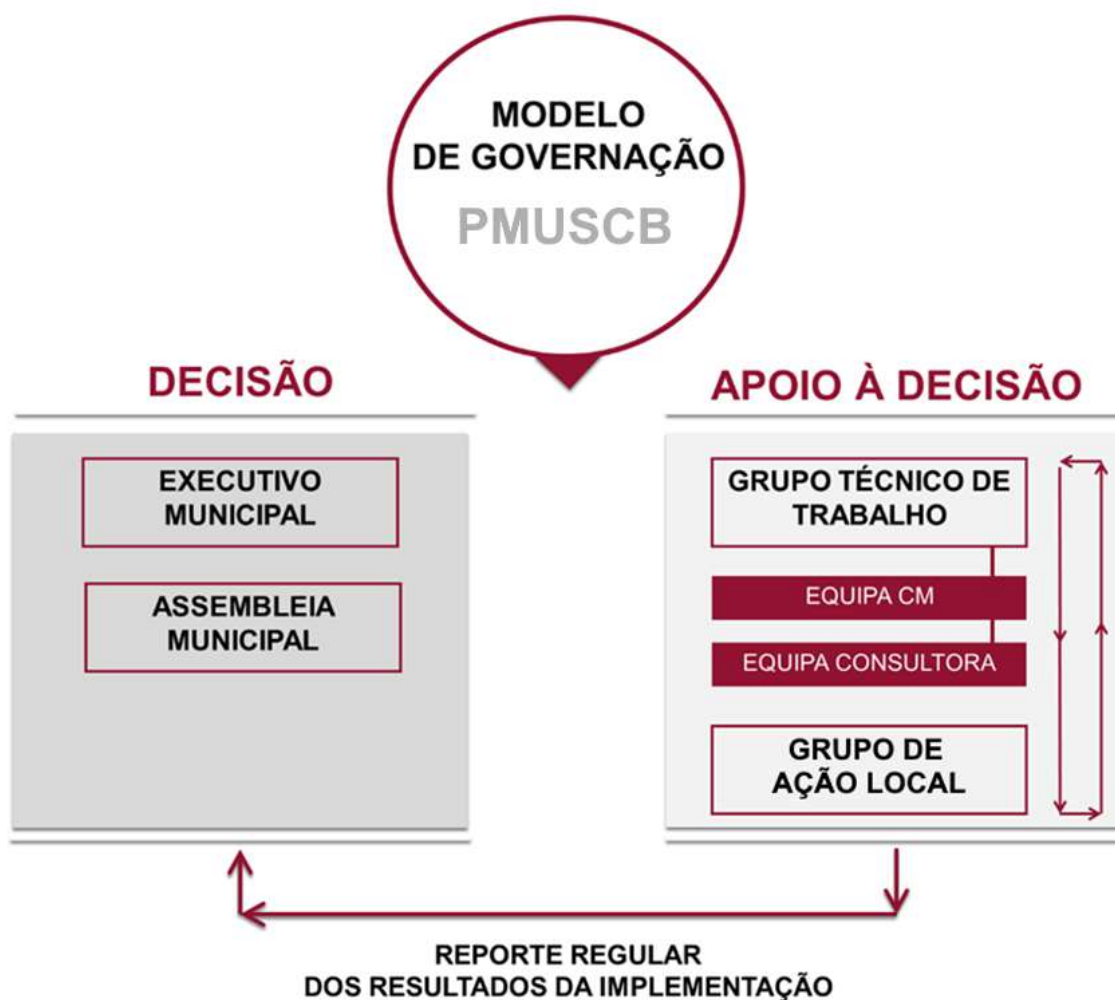 MODELO
DE GOVERNAÇÃO
PMUSCB
DECISÃO
EXECUTIVO
MUNICIPAL
ASSEMBLEIA
MUNICIPAL
APOIO À DECISÃO
GRUPO TÉCNICO DE
TRABALHO
EQUIPA CM
EQUIPA CONSULTORA
GRUPO DE
AÇÃO LOCAL
REPORTE REGULAR
DOS RESULTADOS DA IMPLEMENTAÇÃO